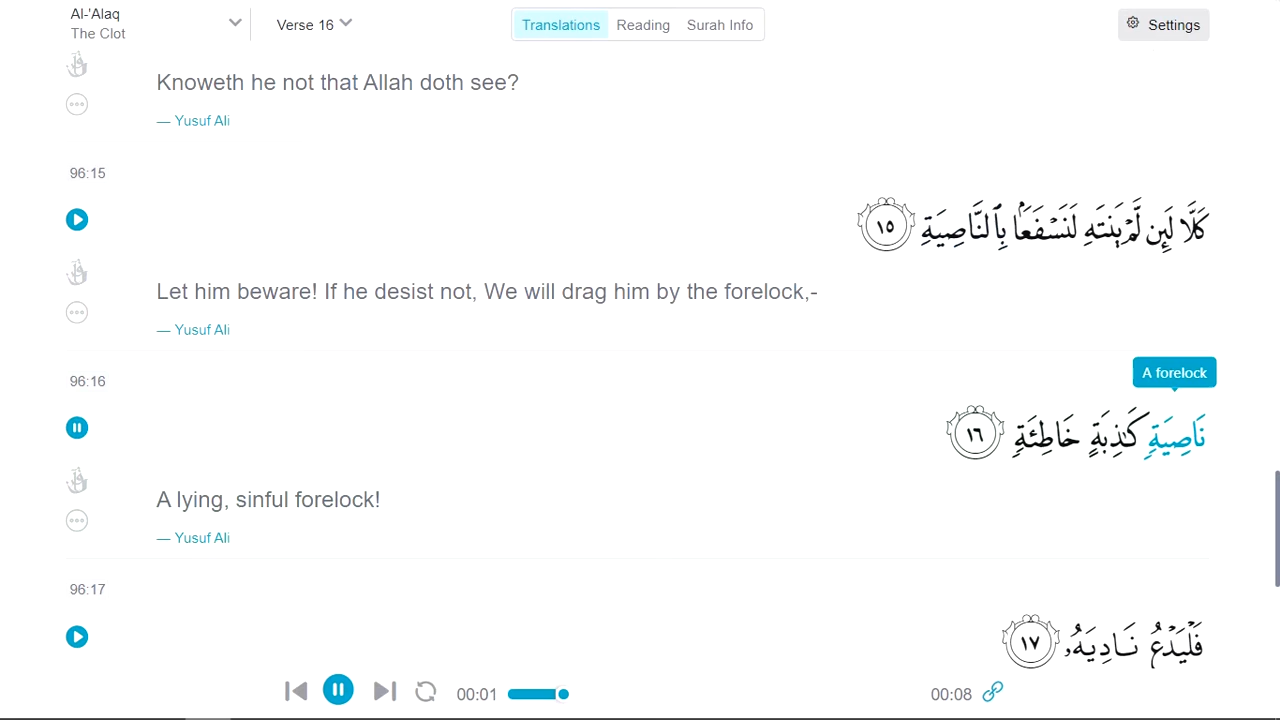 Al-'Alaq
The Clot
Verse 16
Translations Reading Surah Info
Settings
Knoweth he not that Allah doth see?
— Yusuf Ali
96:15
كَلَّا لَئِن لَّمْ يَنتَهِ لَنَسْفَعًۢا بِٱلنَّاصِيَةِ ١٥
Let him beware! If he desist not, We will drag him by the forelock,-
— Yusuf Ali
96:16
A forelock
نَاصِيَةٍ كَـٰذِبَةٍ خَاطِئَةٍ ١٦
A lying, sinful forelock!
— Yusuf Ali
96:17
فَلْيَدْعُ نَادِيَهُۥ ١٧
00:01 00:08